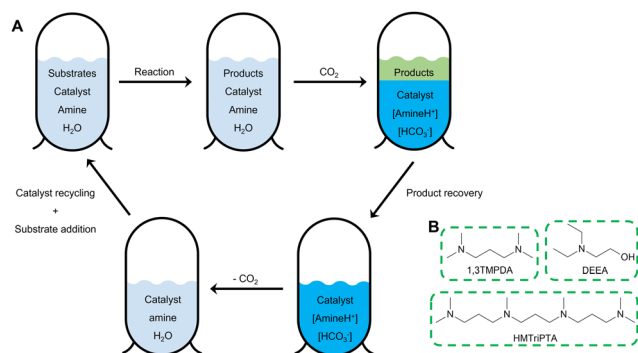 A
Substrates
Catalyst
Amine
H₂O
Reaction
Products
Catalyst
Amine
H₂O
CO₂
Products
Catalyst
[AmineH⁺]
[HCO₃⁻]
Product recovery
Catalyst
[AmineH⁺]
[HCO₃⁻]
- CO₂
Catalyst
amine
H₂O
Catalyst recycling
+
Substrate addition
B
N
N
1,3TMPDA
N
OH
DEEA
N
N
N
N
HMTriPTA